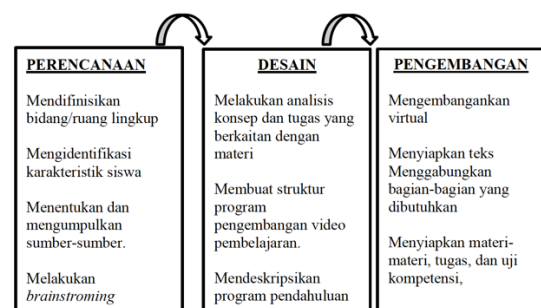 PERENCANAAN
Mendifinisikan
bidang/ruang lingkup
Mengidentifikasi
karakteristik siswa
Menentukan dan
mengumpulkan
sumber-sumber.
Melakukan
brainstroming
DESAIN
Melakukan analisis
konsep dan tugas yang
berkaitan dengan
materi
Membuat struktur
program
pengembangan video
pembelajaran.
Mendeskripsikan
program pendahuluan
PENGEMBANGAN
Mengembangankan
virtual
Menyiapkan teks
Menggabungkan
bagian-bagian yang
dibutuhkan
Menyiapkan materi-
materi, tugas, dan uji
kompetensi,